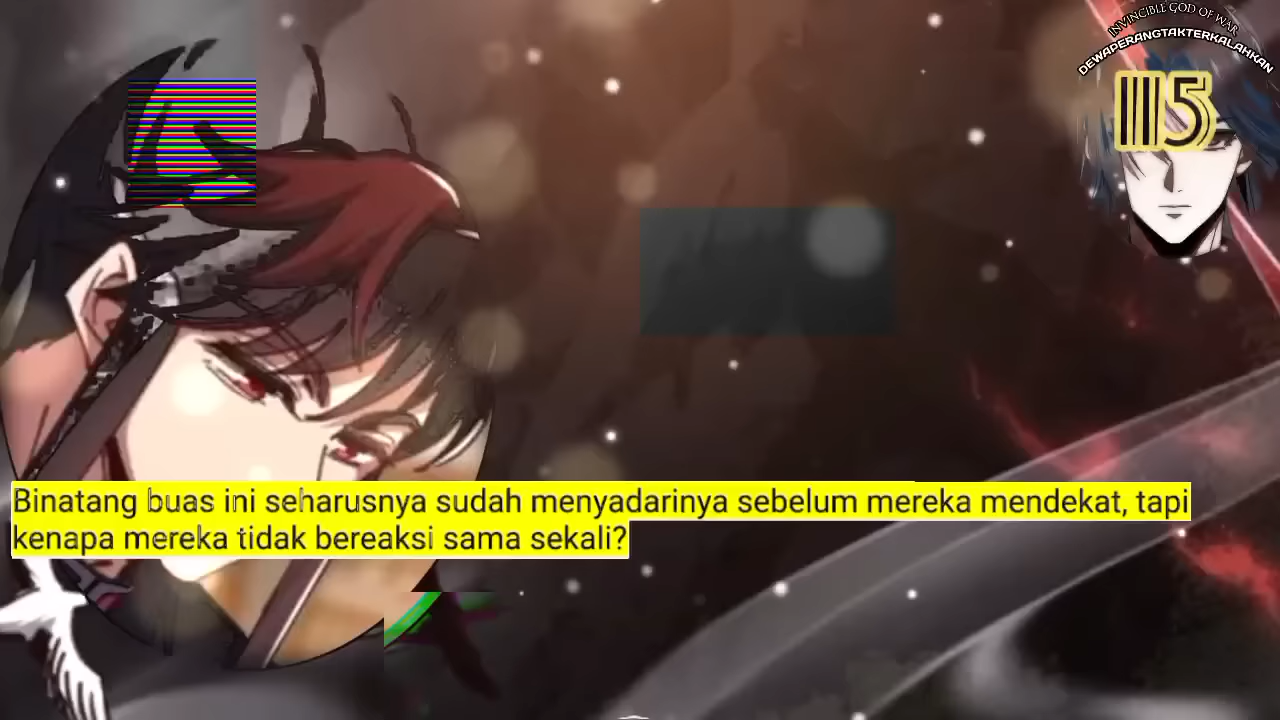 INVINCIBLE GOD OF WAR
DEWAPERANGTAKTERKALAHKAN
115
Binatang buas ini seharusnya sudah menyadarinya sebelum mereka mendekat, tapi
kenapa mereka tidak bereaksi sama sekali?